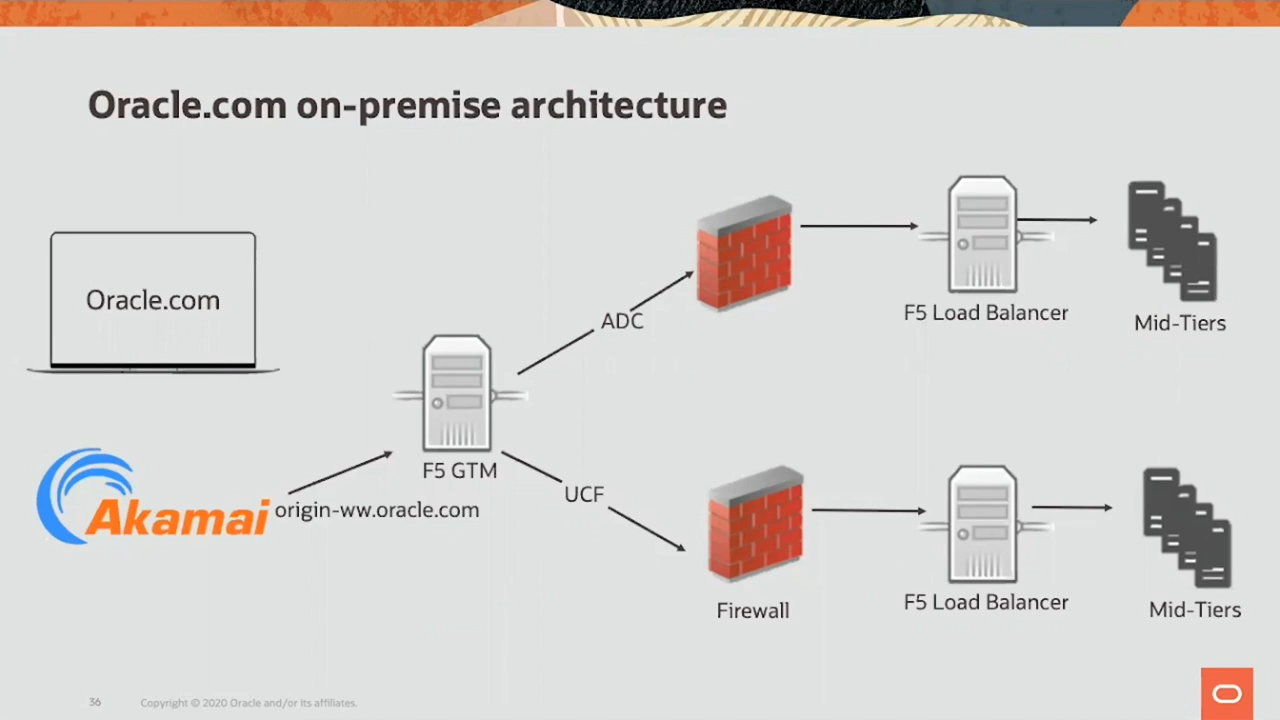 Oracle.com on-premise architecture
Oracle.com
ADC
F5 Load Balancer
Mid-Tiers
F5 GTM
Akamai
origin-ww.oracle.com
UCF
Firewall
F5 Load Balancer
Mid-Tiers
36
Copyright © 2020 Oracle and/or its affiliates.